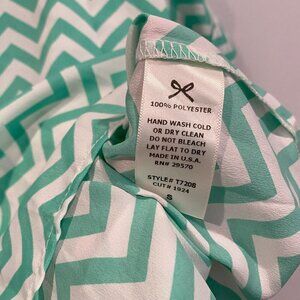 100% POLYESTER
HAND WASH COLD
OR DRY CLEAN
DO NOT BLEACH
LAY FLAT TO DRY
MADE IN U.S.A.
RN# 29570
STYLE# T7208
CUT# 1924
S